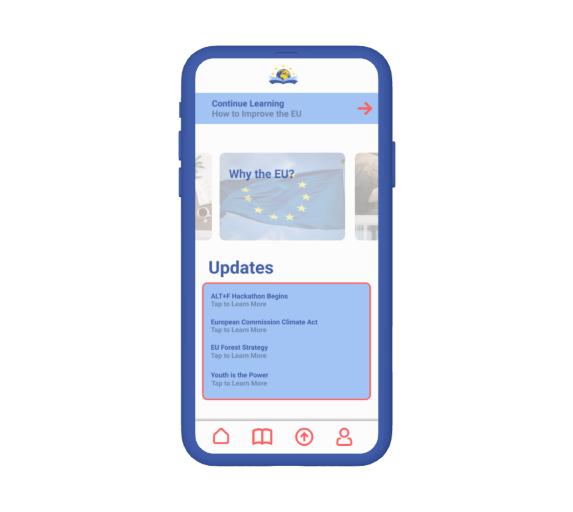 Continue Learning
How to Improve the EU
Why the EU?
Updates
ALT+F Hackathon Begins
Tap to Learn More
European Commission Climate Act
Tap to Learn More
EU Forest Strategy
Tap to Learn More
Youth is the Power
Tap to Learn More